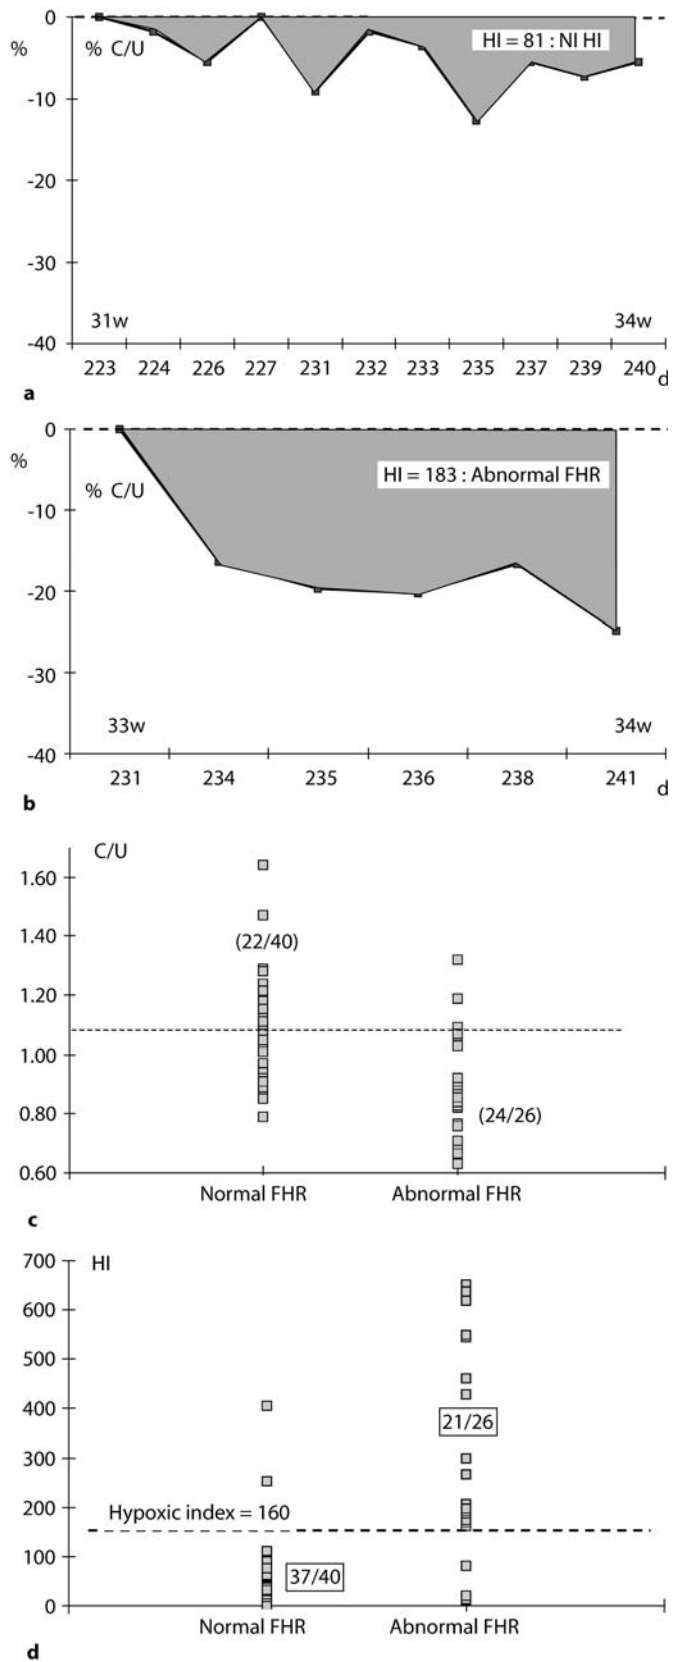 0
%
% C/U
HI = 81 : NI HI
-10
-20
-30
31w
34w
-40
223 224 226 227 231 232 233 235 237 239 240 d
a
0
%
HI = 183 : Abnormal FHR
% C/U
-10
-20
-30
33w
34w
-40
231 234 235 236 238 241 d
b
C/U
1.60
1.40
(22/40)
1.20
1.00
0.80
(24/26)
0.60
Normal FHR Abnormal FHR
c
700
HI
600
500
400
21/26
300
200
Hypoxic index = 160
100
37/40
0
Normal FHR Abnormal FHR
d